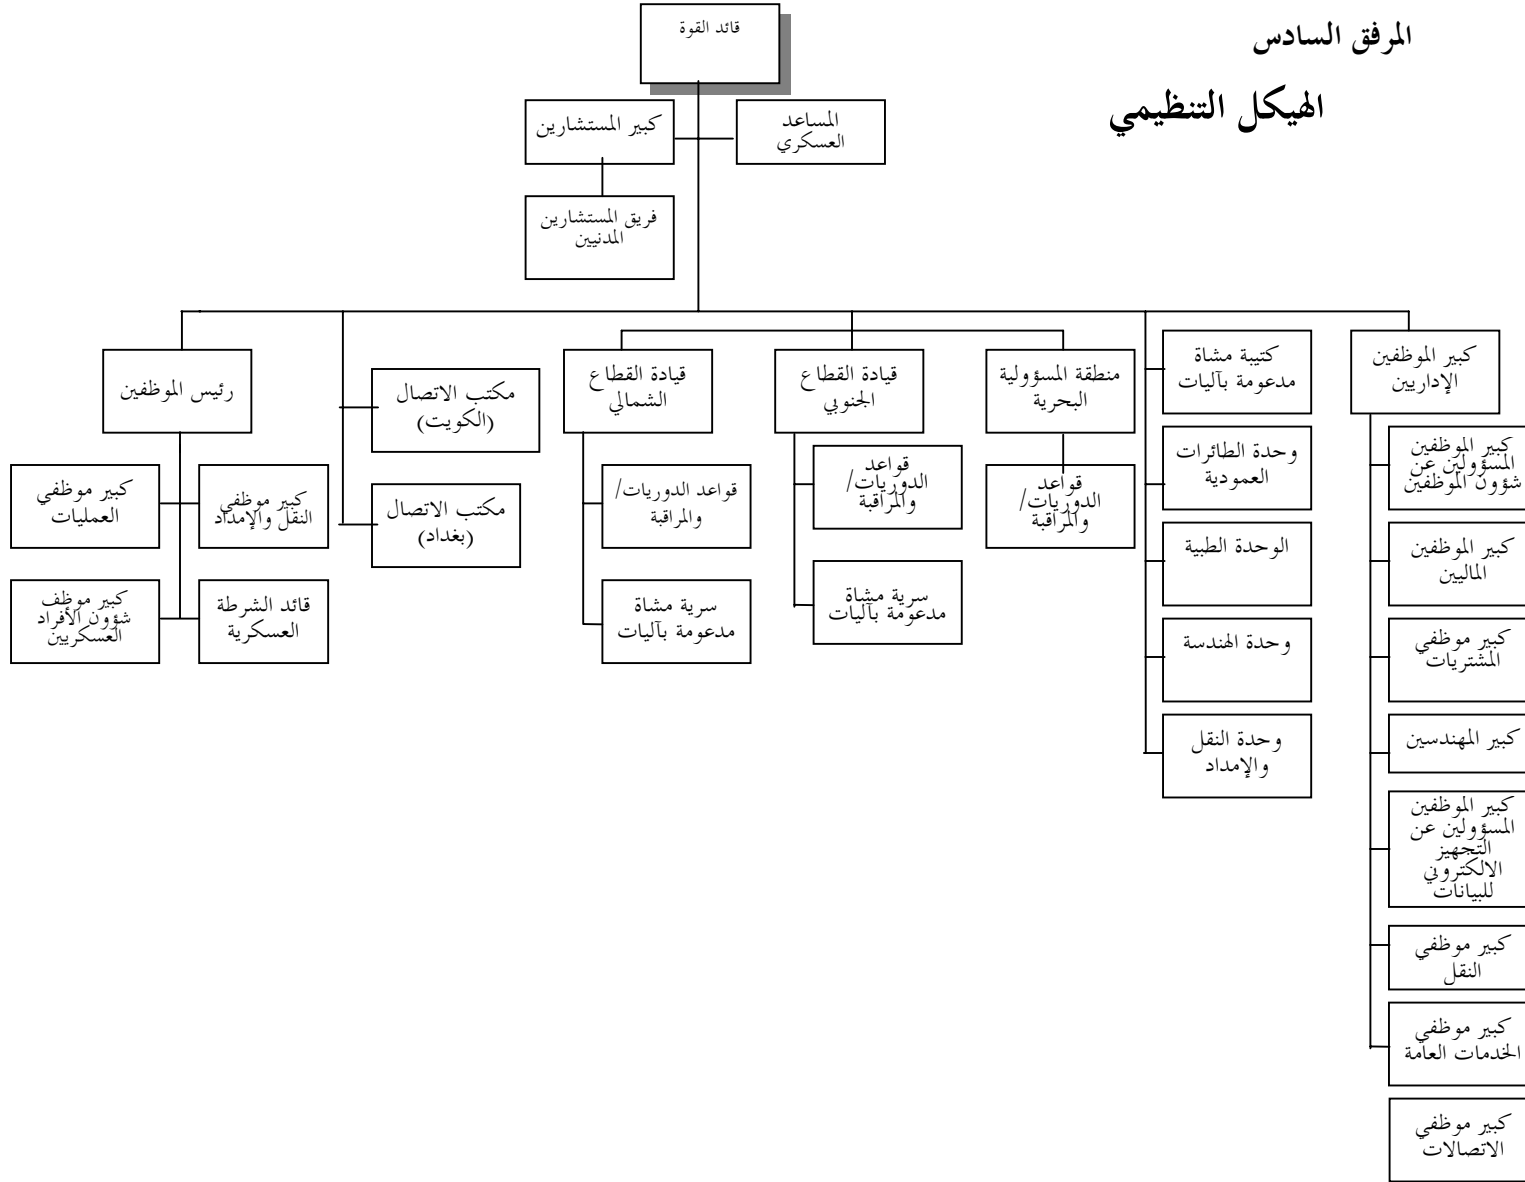 المرفق السادس
الهيكل التنظيمي
قائد القوة
المساعد
العسكري
كبير المستشارين
فريق المستشارين
المدنيين
كبير الموظفين
الإداريين
كبير الموظفين
المسؤولين عن
شؤون الموظفين
كبير الموظفين
الماليين
كبير موظفي
المشتريات
كبير المهندسين
كبير الموظفين
المسؤولين عن
التجهيز
الالكتروني
للبيانات
كبير موظفي
النقل
كبير موظفي
الخدمات العامة
كبير موظفي
الاتصالات
كتيبة مشاة
مدعومة بآليات
وحدة الطائرات
العمودية
الوحدة الطبية
وحدة الهندسة
وحدة النقل
والإمداد
منطقة المسؤولية
البحرية
قواعد
الدوريات/
والمراقبة
قيادة القطاع
الجنوبي
قواعد
الدوريات/
والمراقبة
سرية مشاة
مدعومة بآليات
قيادة القطاع
الشمالي
قواعد الدوريات/
والمراقبة
سرية مشاة
مدعومة بآليات
مكتب الاتصال
(الكويت)
مكتب الاتصال
(بغداد)
رئيس الموظفين
كبير موظفي
النقل والإمداد
كبير موظفي
العمليات
قائد الشرطة
العسكرية
كبير موظف
شؤون الأفراد
العسكريين